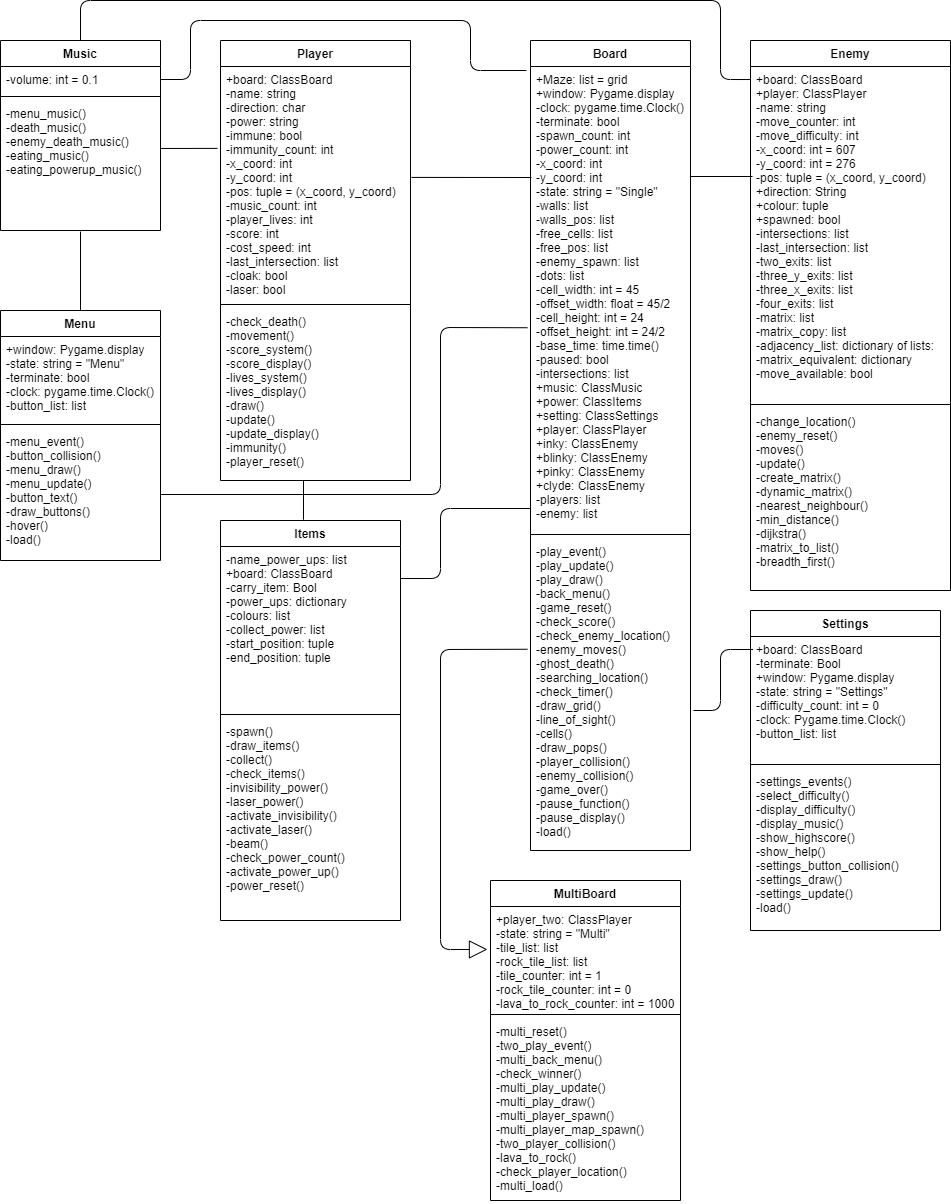 Music
-volume: int = 0.1
-menu_music()
-death_music()
-enemy_death_music()
-eating_music()
-eating_powerup_music()
Player
+board: ClassBoard
-name: string
-direction: char
-power: string
-immune: bool
-immunity_count: int
-x_coord: int
-y_coord: int
-pos: tuple = (x_coord, y_coord)
-music_count: int
-player_lives: int
-score: int
-cost_speed: int
-last_intersection: list
-cloak: bool
-laser: bool
-check_death()
-movement()
-score_system()
-score_display()
-lives_system()
-lives_display()
-draw()
-update()
-update_display()
-immunity()
-player_reset()
Board
+Maze: list = grid
+window: Pygame.display
-clock: pygame.time.Clock()
-terminate: bool
-spawn_count: int
-power_count: int
-x_coord: int
-y_coord: int
-state: string = "Single"
-walls: list
-walls_pos: list
-free_cells: list
-free_pos: list
-enemy_spawn: list
-dots: list
-cell_width: int = 45
-offset_width: float = 45/2
-cell_height: int = 24
-offset_height: int = 24/2
-base_time: time.time()
-paused: bool
-intersections: list
+music: ClassMusic
+power: ClassItems
+setting: ClassSettings
+player: ClassPlayer
+inky: ClassEnemy
+blinky: ClassEnemy
+pinky: ClassEnemy
+clyde: ClassEnemy
-players: list
-enemy: list
-play_event()
-play_update()
-play_draw()
-back_menu()
-game_reset()
-check_score()
-check_enemy_location()
-enemy_moves()
-ghost_death()
-searching_location()
-check_timer()
-draw_grid()
-line_of_sight()
-cells()
-draw_pops()
-player_collision()
-enemy_collision()
-game_over()
-pause_function()
-pause_display()
-load()
Enemy
+board: ClassBoard
+player: ClassPlayer
-name: string
-move_counter: int
-move_difficulty: int
-x_coord: int = 607
-y_coord: int = 276
-pos: tuple = (x_coord, y_coord)
+direction: String
+colour: tuple
+spawned: bool
-intersections: list
-last_intersection: list
-two_exits: list
-three_y_exits: list
-three_x_exits: list
-four_exits: list
-matrix: list
-matrix_copy: list
-adjacency_list: dictionary of lists:
-matrix_equivalent: dictionary
-move_available: bool
-change_location()
-enemy_reset()
-moves()
-update()
-create_matrix()
-dynamic_matrix()
-nearest_neighbour()
-min_distance()
-dijkstra()
-matrix_to_list()
-breadth_first()
Menu
+window: Pygame.display
-state: string = "Menu"
-terminate: bool
-clock: pygame.time.Clock()
-button_list: list
-menu_event()
-button_collision()
-menu_draw()
-menu_update()
-button_text()
-draw_buttons()
-hover()
-load()
Items
-name_power_ups: list
+board: ClassBoard
-carry_item: Bool
-power_ups: dictionary
-colours: list
-collect_power: list
-start_position: tuple
-end_position: tuple
-spawn()
-draw_items()
-collect()
-check_items()
-invisibility_power()
-laser_power()
-activate_invisibility()
-activate_laser()
-beam()
-check_power_count()
-activate_power_up()
-power_reset()
Settings
+board: ClassBoard
-terminate: Bool
+window: Pygame.display
-state: string = "Settings"
-difficulty_count: int = 0
-clock: Pygame.time.Clock()
-button_list: list
-settings_events()
-select_difficulty()
-display_difficulty()
-display_music()
-show_highscore()
-show_help()
-settings_button_collision()
-settings_draw()
-settings_update()
-load()
MultiBoard
+player_two: ClassPlayer
-state: string = "Multi"
-tile_list: list
-rock_tile_list: list
-tile_counter: int = 1
-rock_tile_counter: int = 0
-lava_to_rock_counter: int = 1000
-multi_reset()
-two_play_event()
-multi_back_menu()
-check_winner()
-multi_play_update()
-multi_play_draw()
-multi_player_spawn()
-multi_player_map_spawn()
-two_player_collision()
-lava_to_rock()
-check_player_location()
-multi_load()